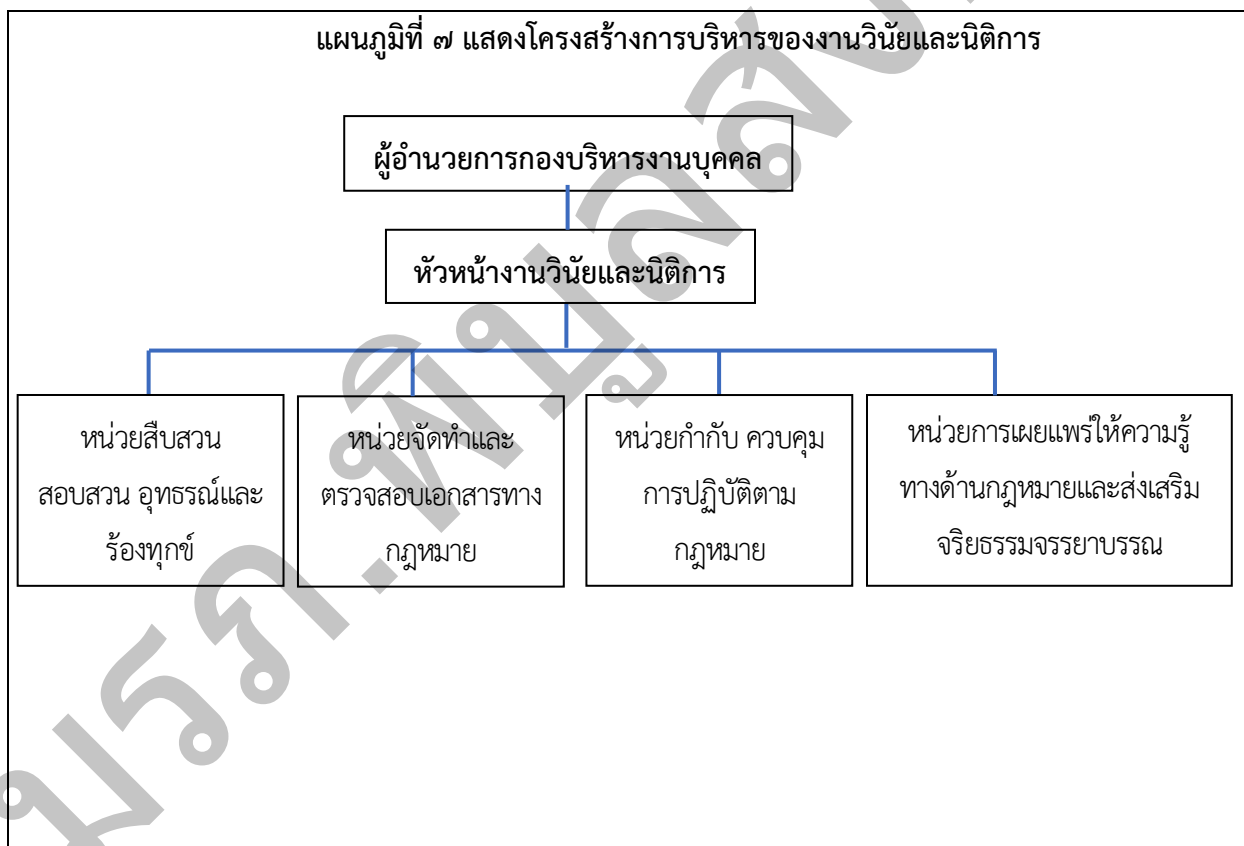 แผนภูมิที่ ๗ แสดงโครงสร้างการบริหารของงานวินัยและนิติการ
ผู้อำนวยการกองบริหารงานบุคคล
หัวหน้างานวินัยและนิติการ
หน่วยสืบสวน
สอบสวน อุทธรณ์และ
ร้องทุกข์
หน่วยจัดทำและ
ตรวจสอบเอกสารทาง
กฎหมาย
หน่วยกำกับ ควบคุม
การปฏิบัติตาม
กฎหมาย
หน่วยการเผยแพร่ให้ความรู้
ทางด้านกฎหมายและส่งเสริม
จริยธรรมจรรยาบรรณ